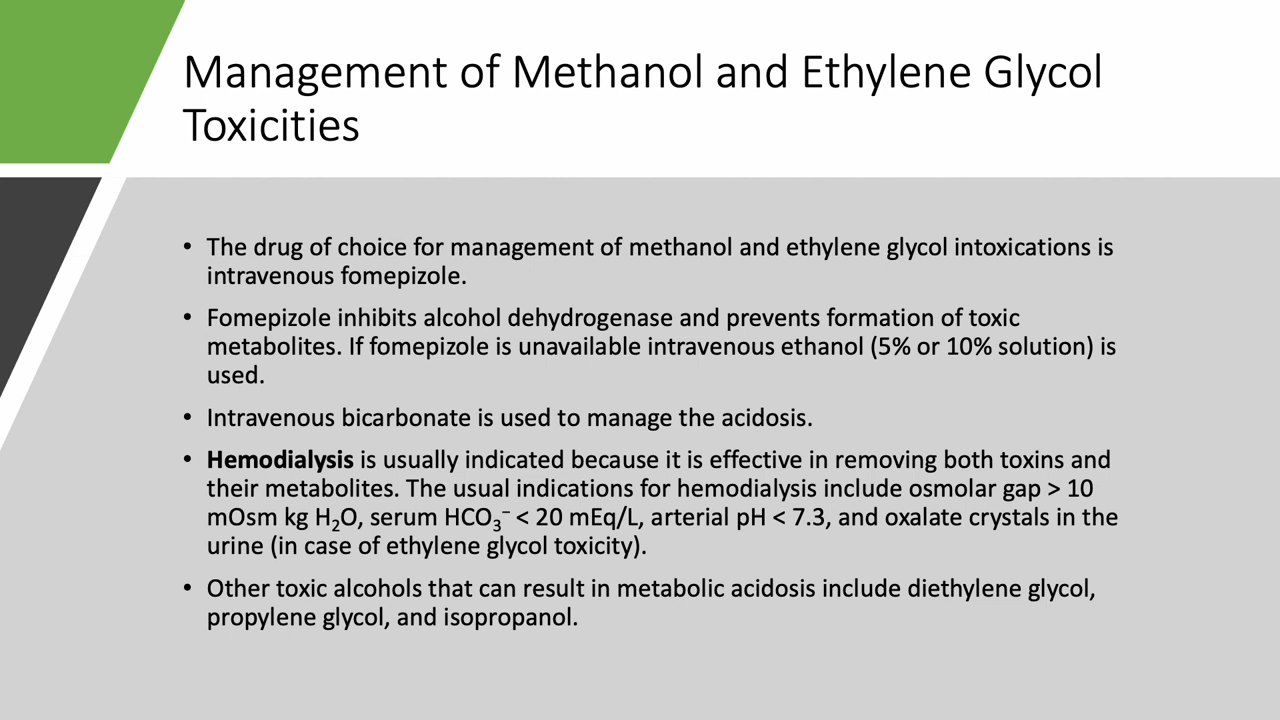 Management of Methanol and Ethylene Glycol
Toxicities
• The drug of choice for management of methanol and ethylene glycol intoxications is
intravenous fomepizole.
• Fomepizole inhibits alcohol dehydrogenase and prevents formation of toxic
metabolites. If fomepizole is unavailable intravenous ethanol (5% or 10% solution) is
used.
• Intravenous bicarbonate is used to manage the acidosis.
• Hemodialysis is usually indicated because it is effective in removing both toxins and
their metabolites. The usual indications for hemodialysis include osmolar gap > 10
mOsm kg H₂O, serum HCO₃⁻ < 20 mEq/L, arterial pH < 7.3, and oxalate crystals in the
urine (in case of ethylene glycol toxicity).
• Other toxic alcohols that can result in metabolic acidosis include diethylene glycol,
propylene glycol, and isopropanol.